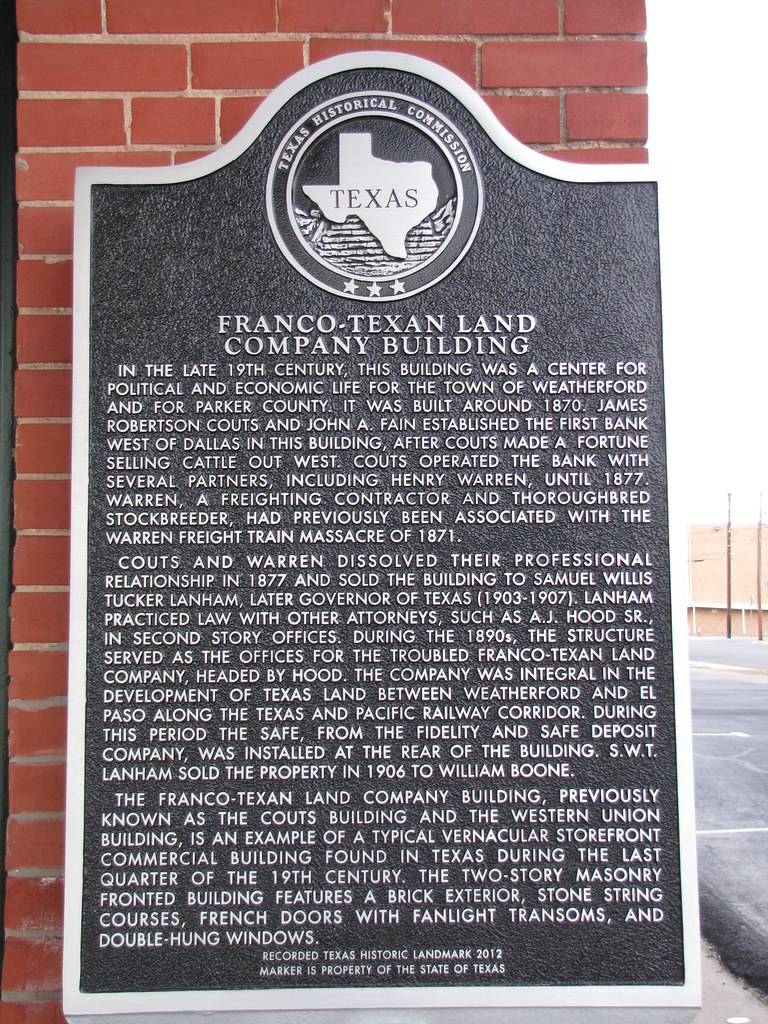 TEXAS HISTORICAL COMMISSION
TEXAS
FRANCO-TEXAN LAND
COMPANY BUILDING
IN THE LATE 19TH CENTURY, THIS BUILDING WAS A CENTER FOR
POLITICAL AND ECONOMIC LIFE FOR THE TOWN OF WEATHERFORD
AND FOR PARKER COUNTY. IT WAS BUILT AROUND 1870. JAMES
ROBERTSON COUTS AND JOHN A. FAIN ESTABLISHED THE FIRST BANK
WEST OF DALLAS IN THIS BUILDING, AFTER COUTS MADE A FORTUNE
SELLING CATTLE OUT WEST. COUTS OPERATED THE BANK WITH
SEVERAL PARTNERS, INCLUDING HENRY WARREN, UNTIL 1877.
WARREN, A FREIGHTING CONTRACTOR AND THOROUGHBRED
STOCKBREEDER, HAD PREVIOUSLY BEEN ASSOCIATED WITH THE
WARREN FREIGHT TRAIN MASSACRE OF 1871.
COUTS AND WARREN DISSOLVED THEIR PROFESSIONAL
RELATIONSHIP IN 1877 AND SOLD THE BUILDING TO SAMUEL WILLIS
TUCKER LANHAM, LATER GOVERNOR OF TEXAS (1903-1907). LANHAM
PRACTICED LAW WITH OTHER ATTORNEYS, SUCH AS A.J. HOOD SR.,
IN SECOND STORY OFFICES. DURING THE 1890s, THE STRUCTURE
SERVED AS THE OFFICES FOR THE TROUBLED FRANCO-TEXAN LAND
COMPANY, HEADED BY HOOD. THE COMPANY WAS INTEGRAL IN THE
DEVELOPMENT OF TEXAS LAND BETWEEN WEATHERFORD AND EL
PASO ALONG THE TEXAS AND PACIFIC RAILWAY CORRIDOR. DURING
THIS PERIOD THE SAFE, FROM THE FIDELITY AND SAFE DEPOSIT
COMPANY, WAS INSTALLED AT THE REAR OF THE BUILDING. S.W.T.
LANHAM SOLD THE PROPERTY IN 1906 TO WILLIAM BOONE.
THE FRANCO-TEXAN LAND COMPANY BUILDING, PREVIOUSLY
KNOWN AS THE COUTS BUILDING AND THE WESTERN UNION
BUILDING, IS AN EXAMPLE OF A TYPICAL VERNACULAR STOREFRONT
COMMERCIAL BUILDING FOUND IN TEXAS DURING THE LAST
QUARTER OF THE 19TH CENTURY. THE TWO-STORY MASONRY
FRONTED BUILDING FEATURES A BRICK EXTERIOR, STONE STRING
COURSES, FRENCH DOORS WITH FANLIGHT TRANSOMS, AND
DOUBLE-HUNG WINDOWS.
RECORDED TEXAS HISTORIC LANDMARK 2012
MARKER IS PROPERTY OF THE STATE OF TEXAS